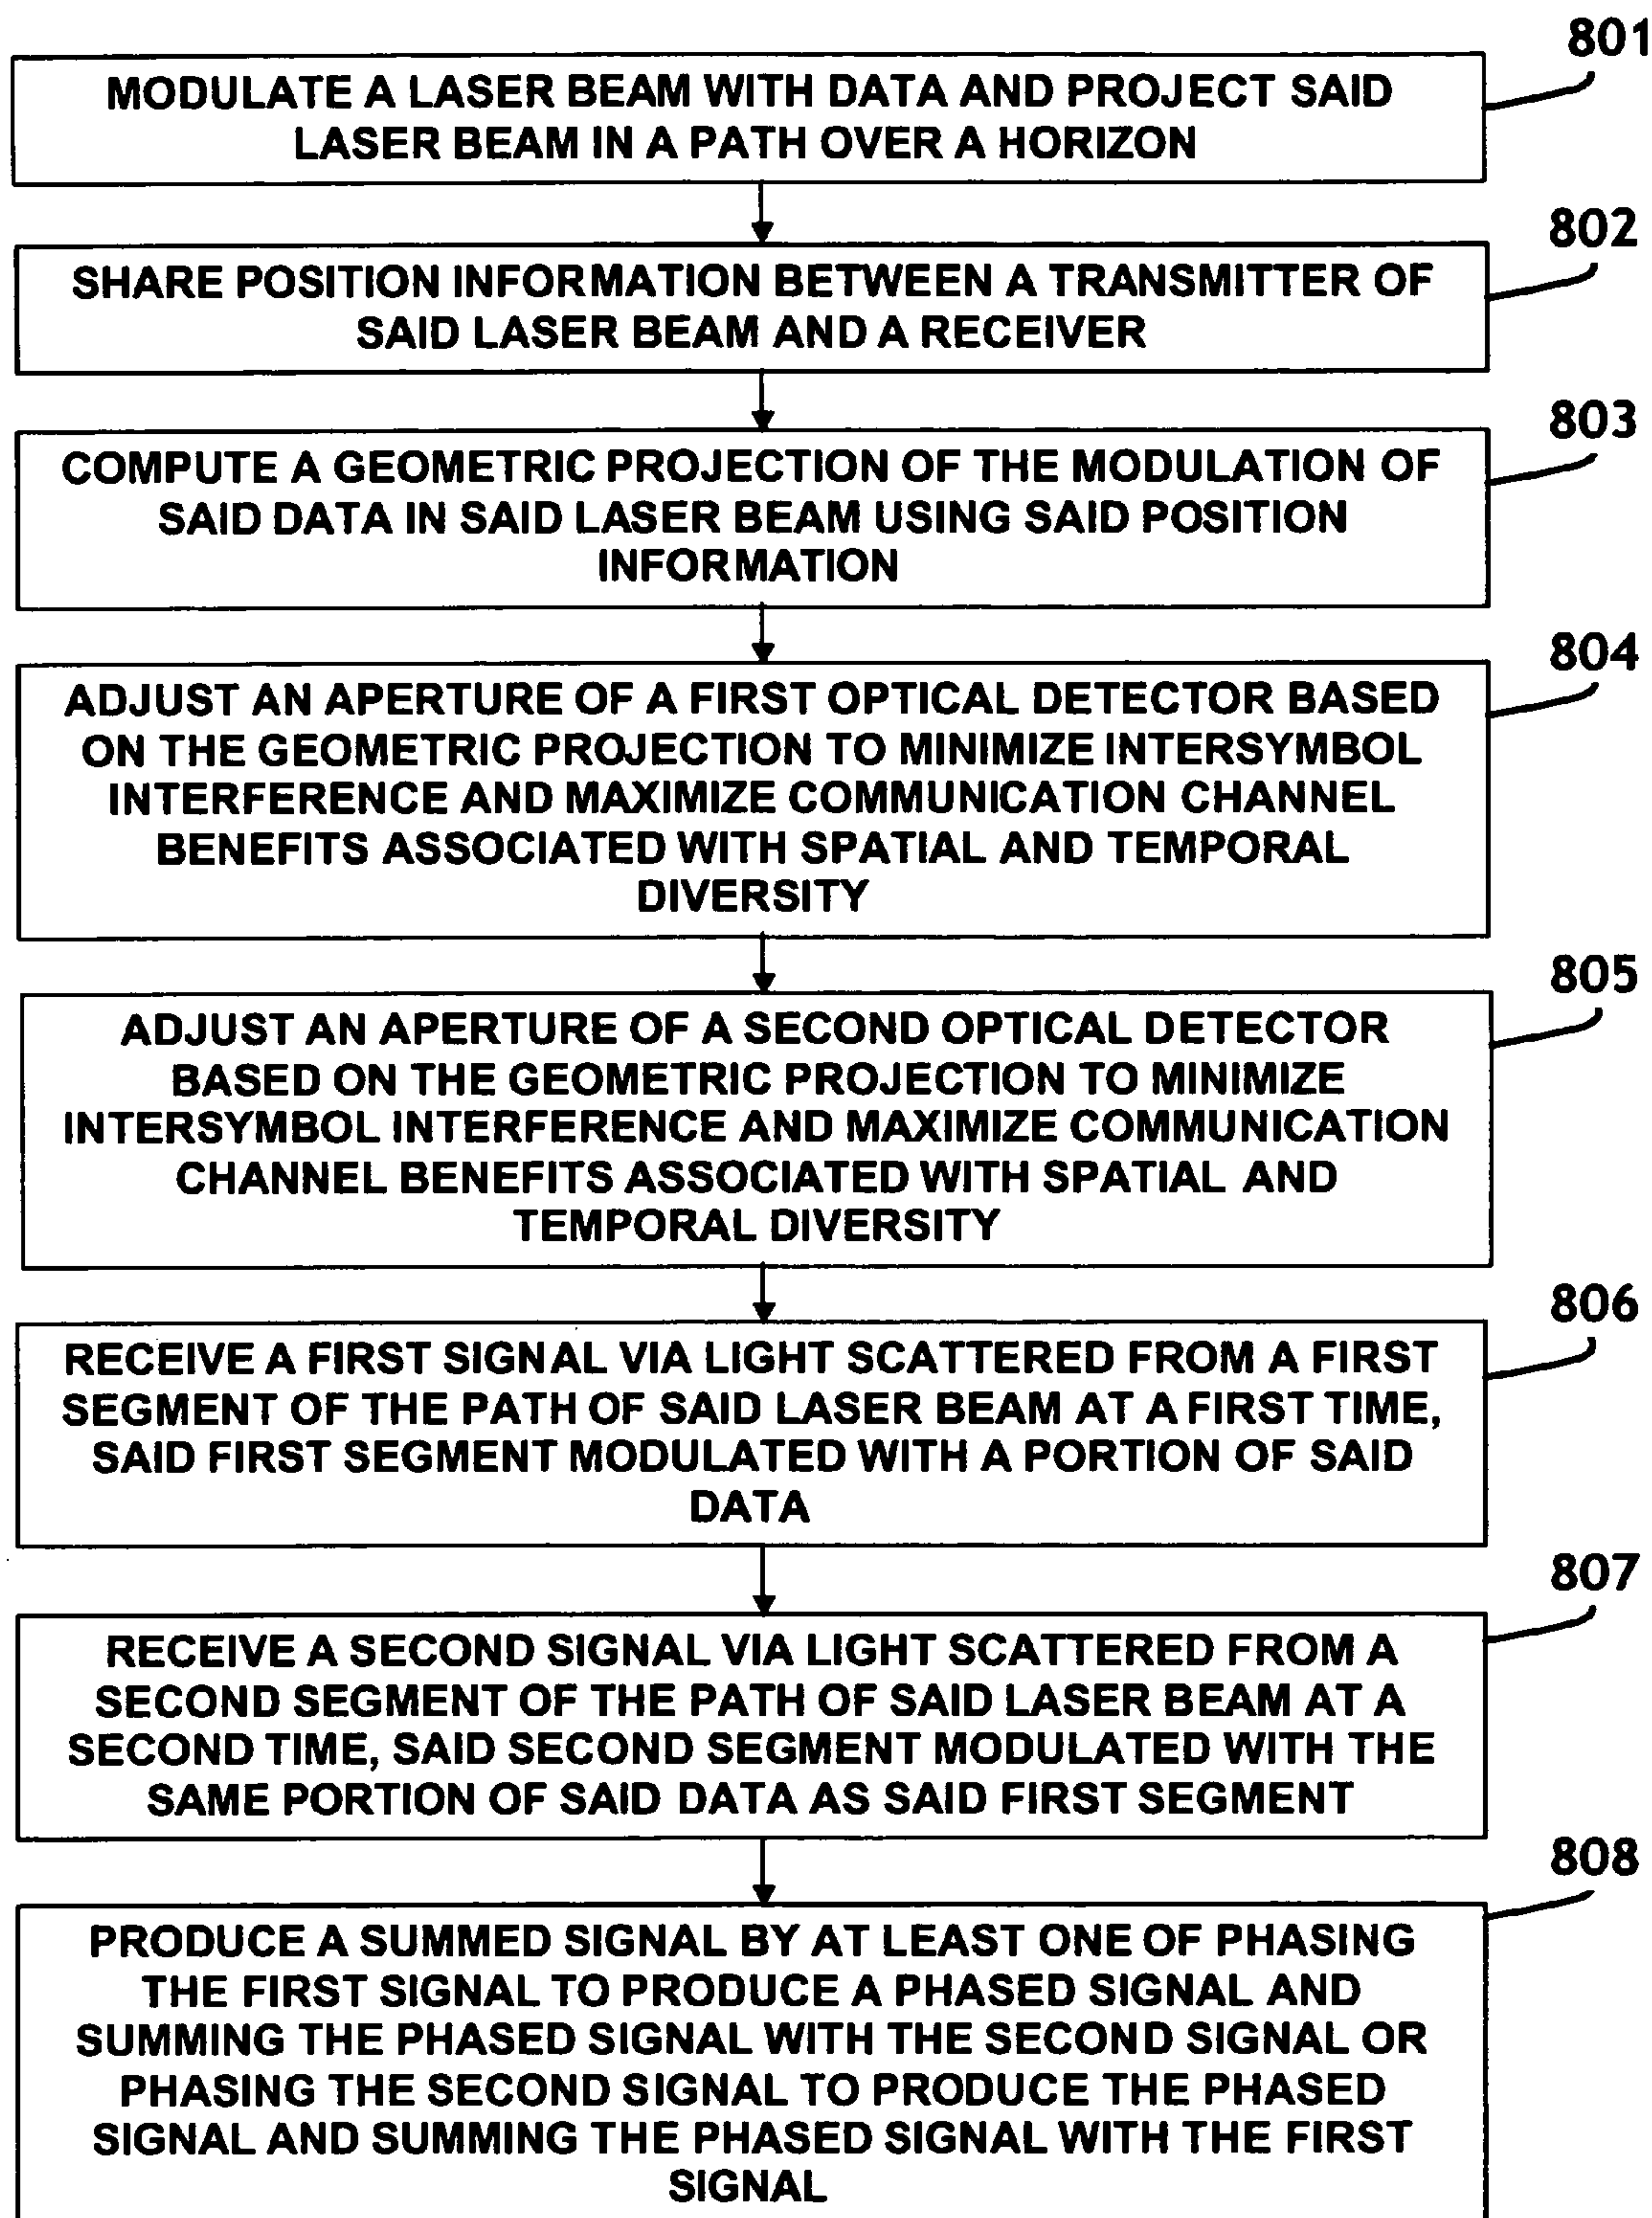 801
MODULATE A LASER BEAM WITH DATA AND PROJECT SAID
LASER BEAM IN A PATH OVER A HORIZON
802
SHARE POSITION INFORMATION BETWEEN A TRANSMITTER OF
SAID LASER BEAM AND A RECEIVER
803
COMPUTE A GEOMETRIC PROJECTION OF THE MODULATION OF
SAID DATA IN SAID LASER BEAM USING SAID POSITION
INFORMATION
804
ADJUST AN APERTURE OF A FIRST OPTICAL DETECTOR BASED
ON THE GEOMETRIC PROJECTION TO MINIMIZE INTERSYMBOL
INTERFERENCE AND MAXIMIZE COMMUNICATION CHANNEL
BENEFITS ASSOCIATED WITH SPATIAL AND TEMPORAL
DIVERSITY
805
ADJUST AN APERTURE OF A SECOND OPTICAL DETECTOR
BASED ON THE GEOMETRIC PROJECTION TO MINIMIZE
INTERSYMBOL INTERFERENCE AND MAXIMIZE COMMUNICATION
CHANNEL BENEFITS ASSOCIATED WITH SPATIAL AND
TEMPORAL DIVERSITY
806
RECEIVE A FIRST SIGNAL VIA LIGHT SCATTERED FROM A FIRST
SEGMENT OF THE PATH OF SAID LASER BEAM AT A FIRST TIME,
SAID FIRST SEGMENT MODULATED WITH A PORTION OF SAID
DATA
807
RECEIVE A SECOND SIGNAL VIA LIGHT SCATTERED FROM A
SECOND SEGMENT OF THE PATH OF SAID LASER BEAM AT A
SECOND TIME, SAID SECOND SEGMENT MODULATED WITH THE
SAME PORTION OF SAID DATA AS SAID FIRST SEGMENT
808
PRODUCE A SUMMED SIGNAL BY AT LEAST ONE OF PHASING
THE FIRST SIGNAL TO PRODUCE A PHASED SIGNAL AND
SUMMING THE PHASED SIGNAL WITH THE SECOND SIGNAL OR
PHASING THE SECOND SIGNAL TO PRODUCE THE PHASED
SIGNAL AND SUMMING THE PHASED SIGNAL WITH THE FIRST
SIGNAL